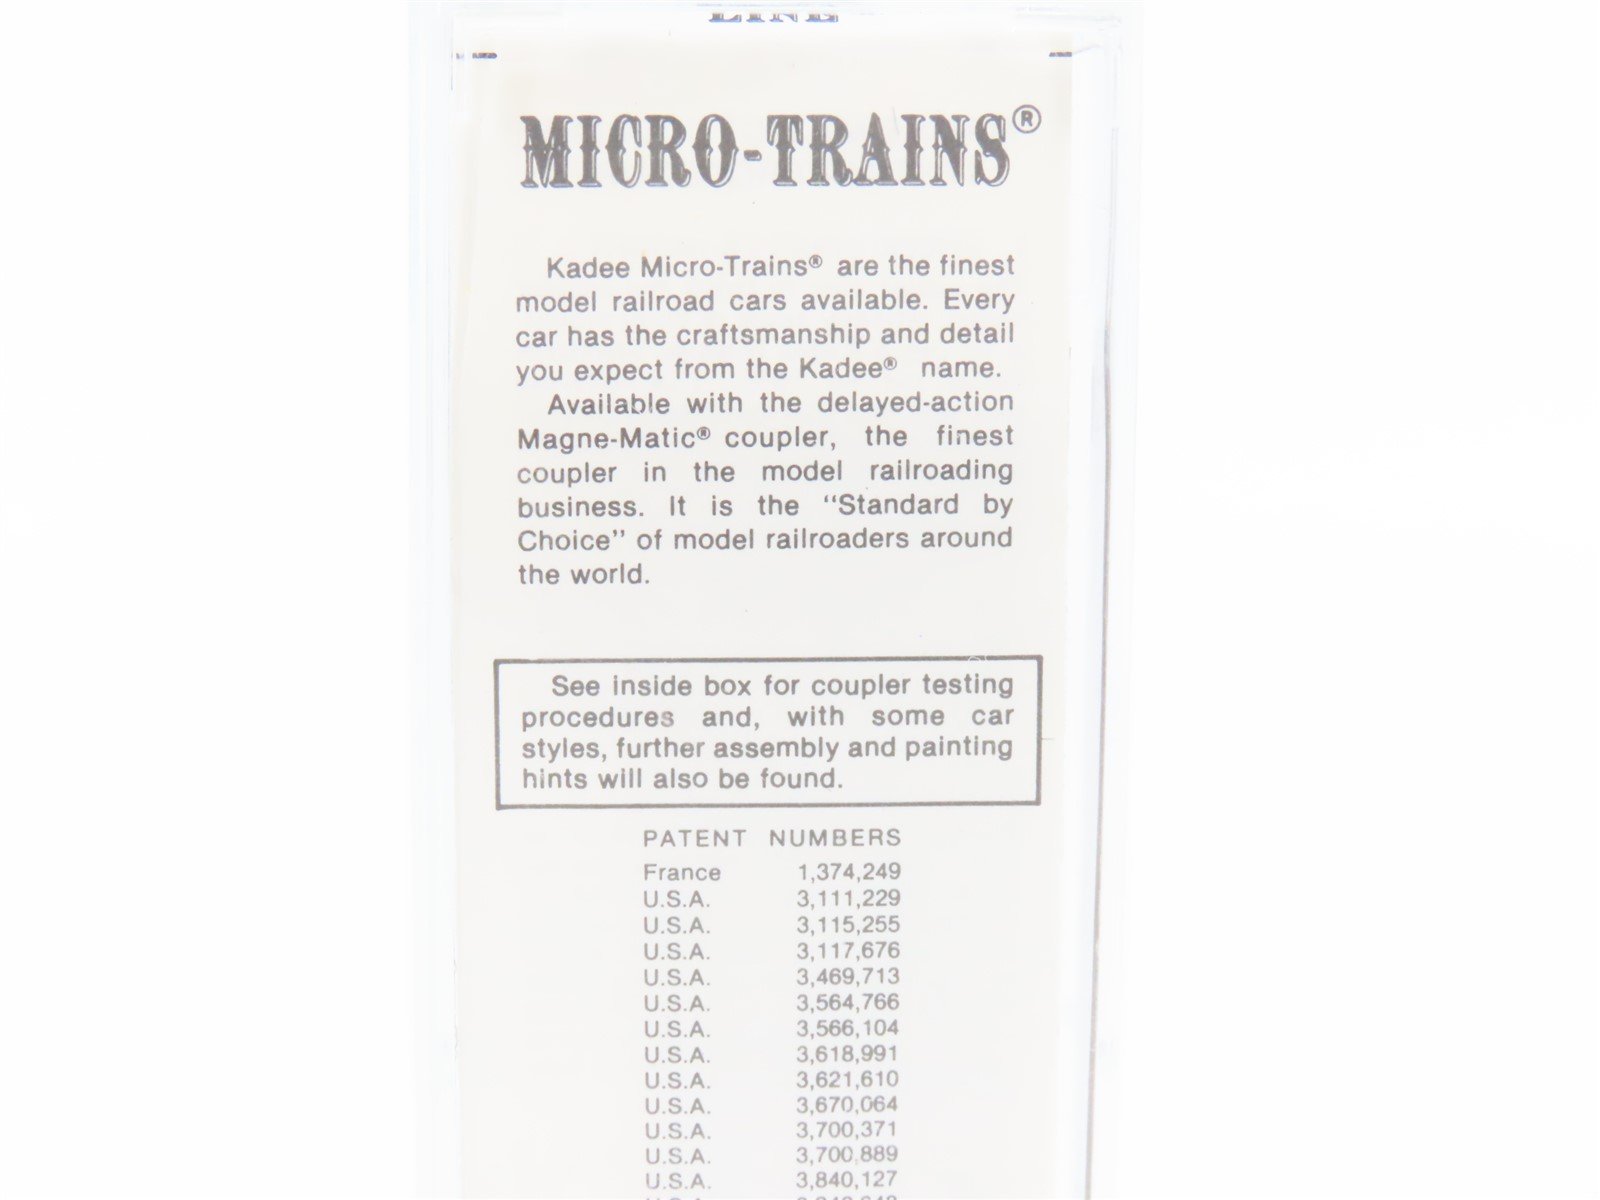 LINE
MICRO-TRAINS®
Kadee Micro-Trains® are the finest
model railroad cars available. Every
car has the craftsmanship and detail
you expect from the Kadee® name.
Available with the delayed-action
Magne-Matic® coupler, the finest
coupler in the model railroading
business. It is the “Standard by
Choice” of model railroaders around
the world.
See inside box for coupler testing
procedures and, with some car
styles, further assembly and painting
hints will also be found.
PATENT NUMBERS
France 1,374,249
U.S.A. 3,111,229
U.S.A. 3,115,255
U.S.A. 3,117,676
U.S.A. 3,469,713
U.S.A. 3,564,766
U.S.A. 3,566,104
U.S.A. 3,618,991
U.S.A. 3,621,610
U.S.A. 3,670,064
U.S.A. 3,700,371
U.S.A. 3,700,889
U.S.A. 3,840,127